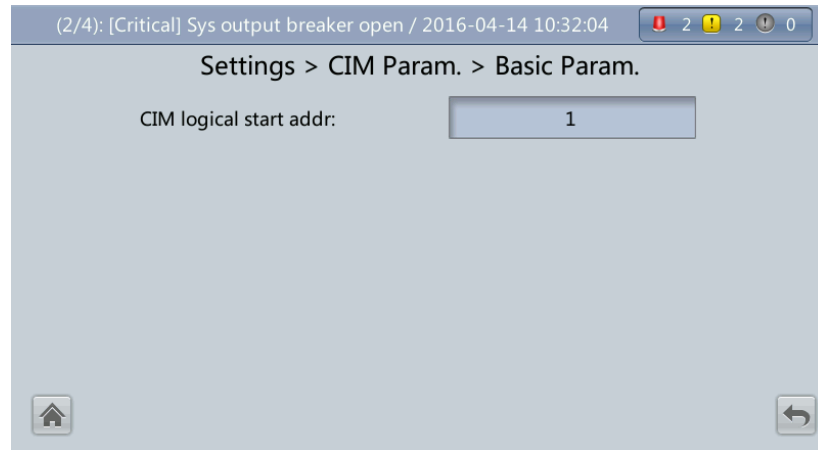 (2/4): [Critical] Sys output breaker open / 2016-04-14 10:32:04 2 2 0
Settings > CIM Param. > Basic Param.
CIM logical start addr: 1